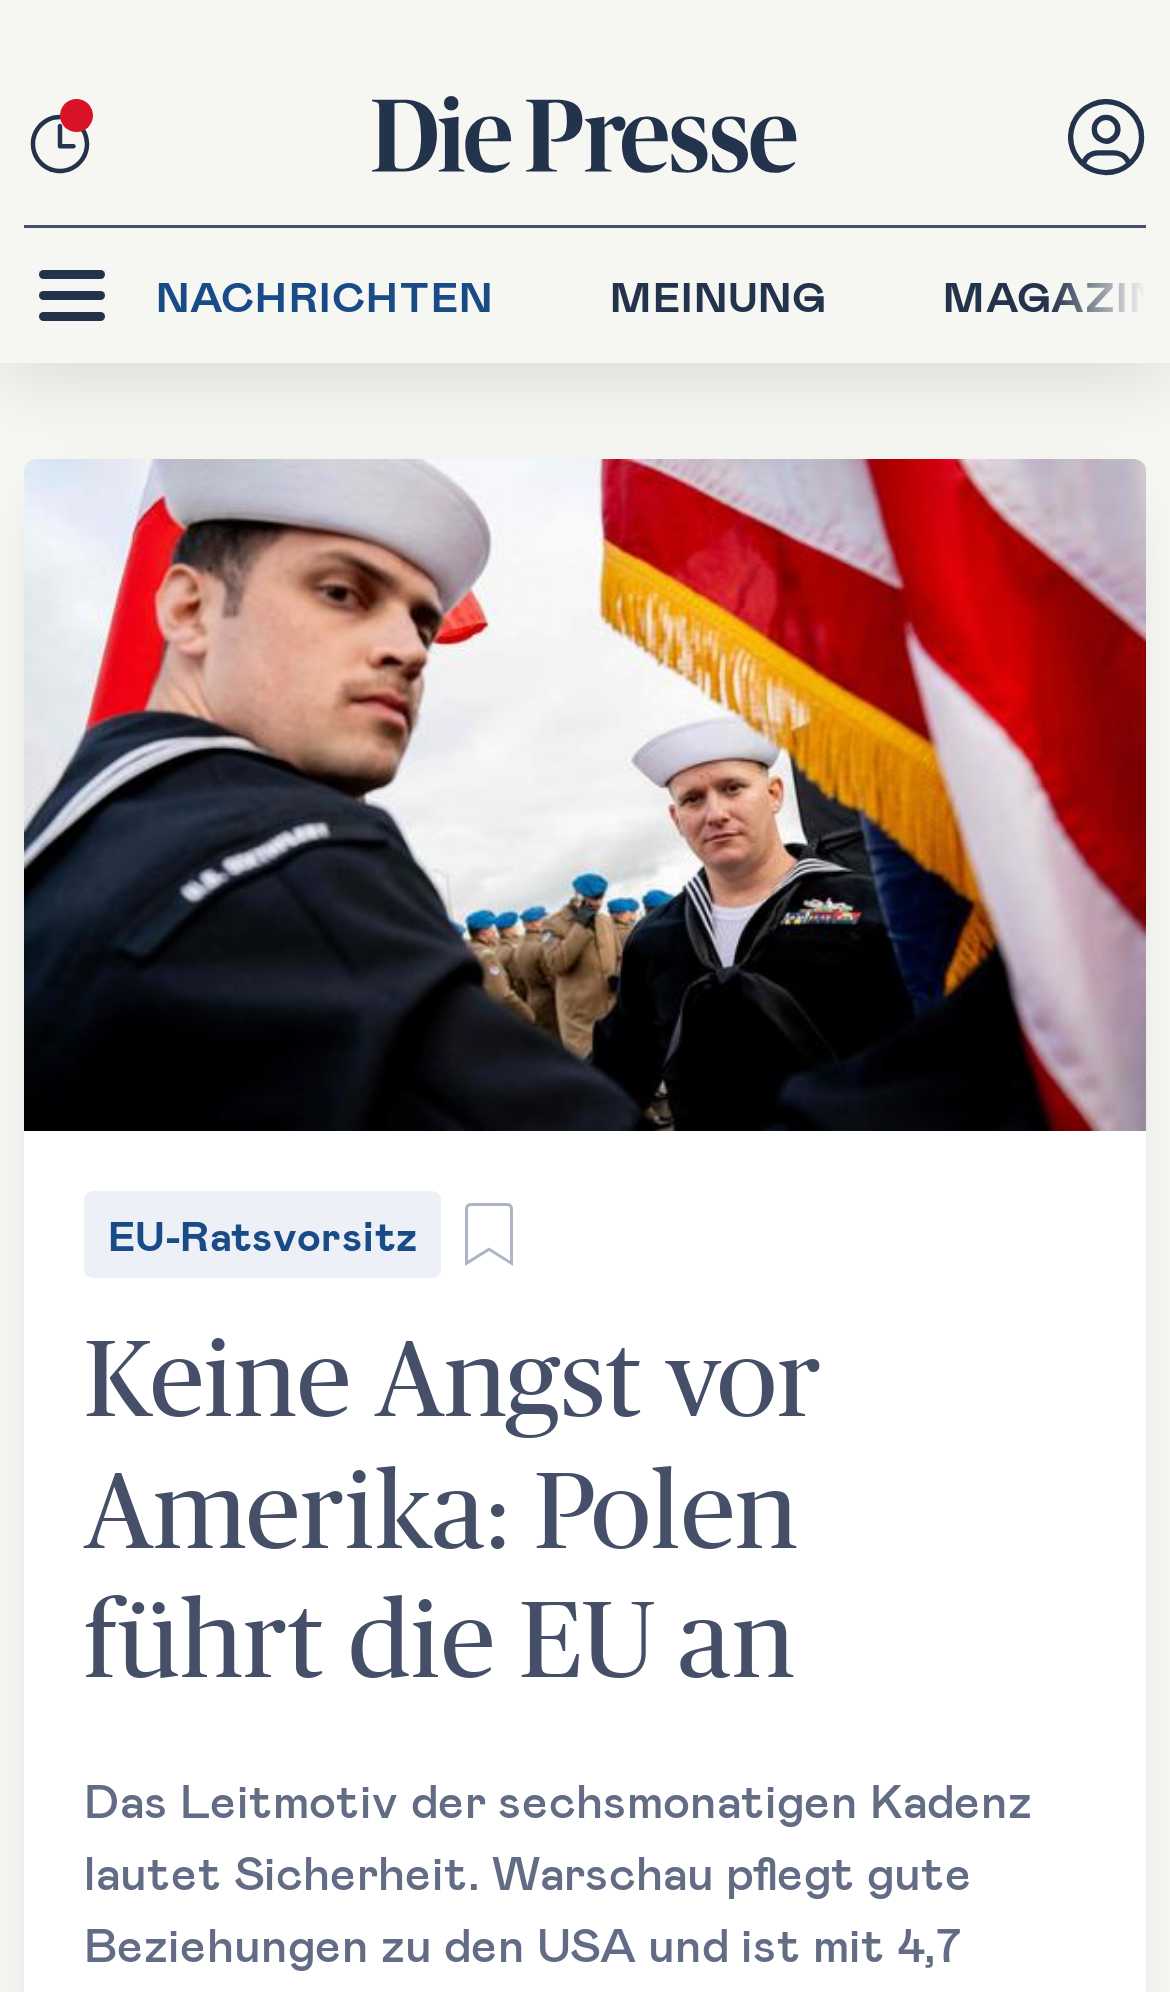 Die Presse
NACHRICHTEN MEINUNG MAGAZIN
EU-Ratsvorsitz
Keine Angst vor
Amerika: Polen
führt die EU an
Das Leitmotiv der sechsmonatigen Kadenz
lautet Sicherheit. Warschau pflegt gute
Beziehungen zu den USA und ist mit 4,7